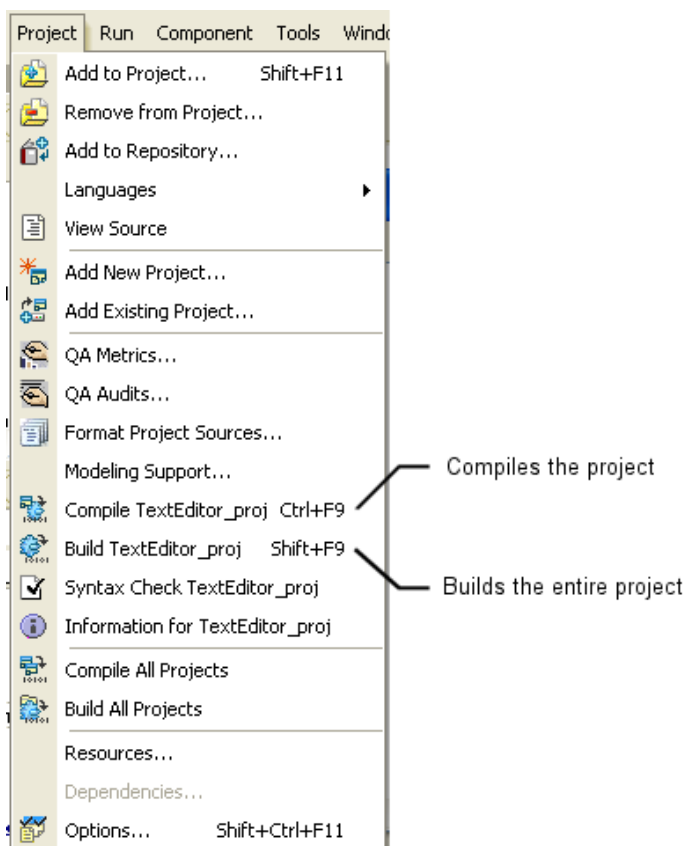 Project Run Component Tools Windo
Add to Project... Shift+F11
Remove from Project...
Add to Repository...
Languages
View Source
Add New Project...
Add Existing Project...
QA Metrics...
QA Audits...
Format Project Sources...
Modeling Support...
Compile TextEditor_proj Ctrl+F9
Build TextEditor_proj Shift+F9
Syntax Check TextEditor_proj
Information for TextEditor_proj
Compile All Projects
Build All Projects
Resources...
Dependencies...
Options... Shift+Ctrl+F11
Compiles the project
Builds the entire project